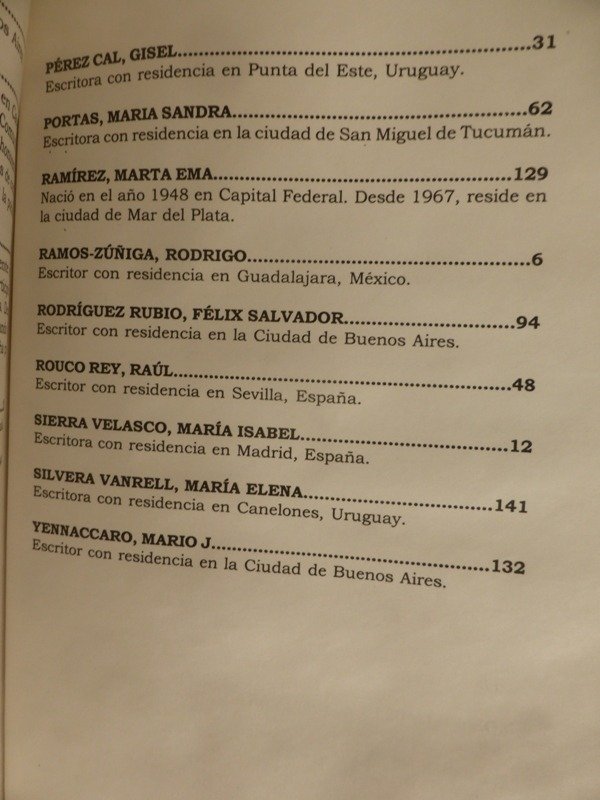 PÉREZ CAL, GISEL......................................................31
Escritora con residencia en Punta del Este, Uruguay.
PORTAS, MARIA SANDRA.............................................62
Escritora con residencia en la ciudad de San Miguel de Tucumán.
RAMÍREZ, MARTA EMA................................................129
Nació en el año 1948 en Capital Federal. Desde 1967, reside en
la ciudad de Mar del Plata.
RAMOS-ZÚÑIGA, RODRIGO...........................................6
Escritor con residencia en Guadalajara, México.
RODRÍGUEZ RUBIO, FÉLIX SALVADOR..........................94
Escritor con residencia en la Ciudad de Buenos Aires.
ROUCO REY, RAÚL....................................................48
Escritor con residencia en Sevilla, España.
SIERRA VELASCO, MARÍA ISABEL................................12
Escritora con residencia en Madrid, España.
SILVERA VANRELL, MARÍA ELENA.............................141
Escritora con residencia en Canelones, Uruguay.
YENNACCARO, MARIO J...........................................132
Escritor con residencia en la Ciudad de Buenos Aires.